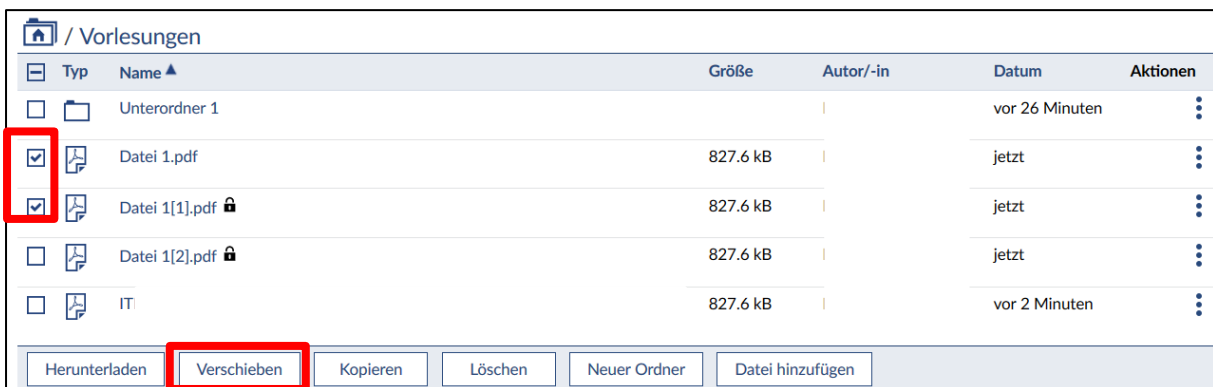 / Vorlesungen
Typ Name Größe Autor/-in Datum Aktionen
Unterordner 1 vor 26 Minuten
Datei 1.pdf 827.6 kB jetzt
Datei 1[1].pdf 827.6 kB jetzt
Datei 1[2].pdf 827.6 kB jetzt
827.6 kB vor 2 Minuten
Herunterladen Verschieben Kopieren Löschen Neuer Ordner Datei hinzufügen